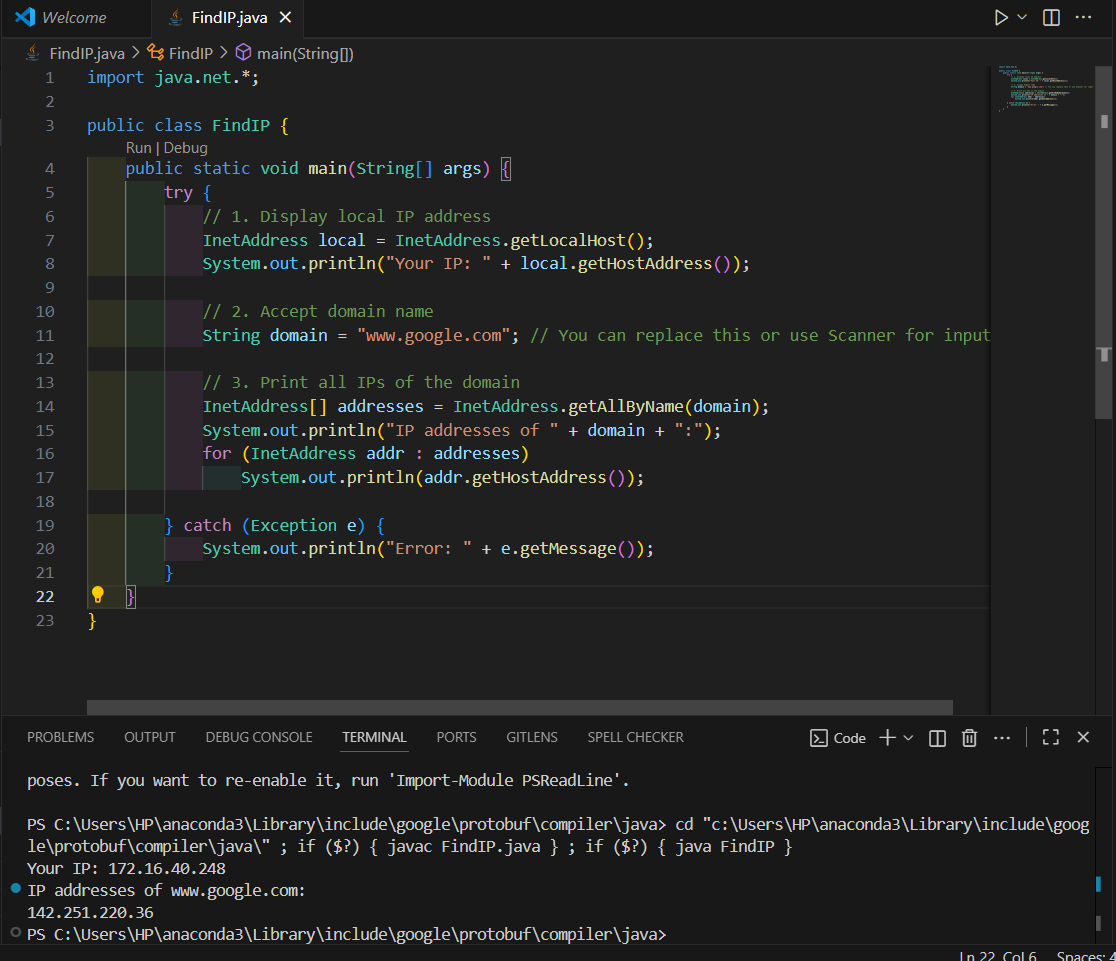 Welcome FindIP.java
FindIP.java > FindIP > main(String[])
1 import java.net.*;
2
3 public class FindIP {
Run | Debug
4 public static void main(String[] args) {
5 try {
6 // 1. Display local IP address
7 InetAddress local = InetAddress.getLocalHost();
8 System.out.println("Your IP: " + local.getHostAddress());
9
10 // 2. Accept domain name
11 String domain = "www.google.com"; // You can replace this or use Scanner for input
12
13 // 3. Print all IPs of the domain
14 InetAddress[] addresses = InetAddress.getAllByName(domain);
15 System.out.println("IP addresses of " + domain + ":");
16 for (InetAddress addr : addresses)
17 System.out.println(addr.getHostAddress());
18
19 } catch (Exception e) {
20 System.out.println("Error: " + e.getMessage());
21 }
22 }
23 }
PROBLEMS OUTPUT DEBUG CONSOLE TERMINAL PORTS GITLENS SPELL CHECKER Code
poses. If you want to re-enable it, run 'Import-Module PSReadLine'.
PS C:\Users\HP\anaconda3\Library\include\google\protobuf\compiler\java> cd "c:\Users\HP\anaconda3\Library\include\goog
le\protobuf\compiler\java\" ; if ($?) { javac FindIP.java } ; if ($?) { java FindIP }
Your IP: 172.16.40.248
IP addresses of www.google.com:
142.251.220.36
PS C:\Users\HP\anaconda3\Library\include\google\protobuf\compiler\java>
Ln 22, Col 6 Spaces: 4